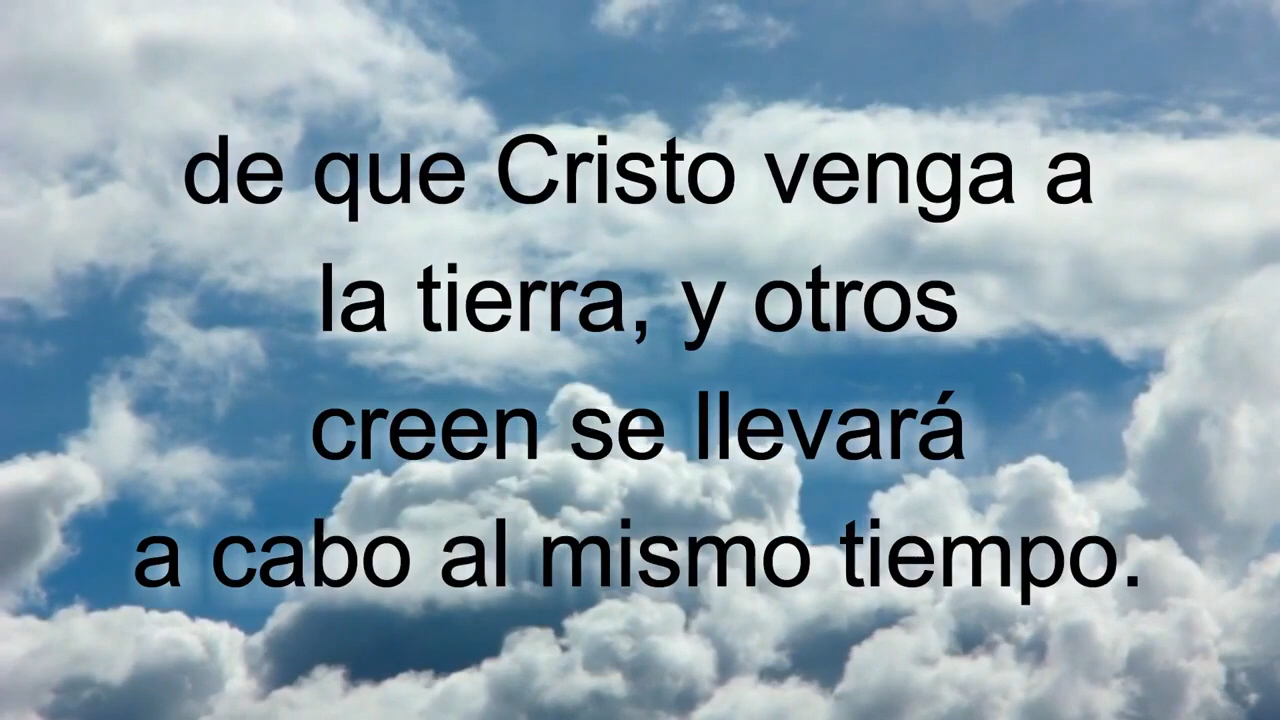 de que Cristo venga a
la tierra, y otros
creen se llevará
a cabo al mismo tiempo.